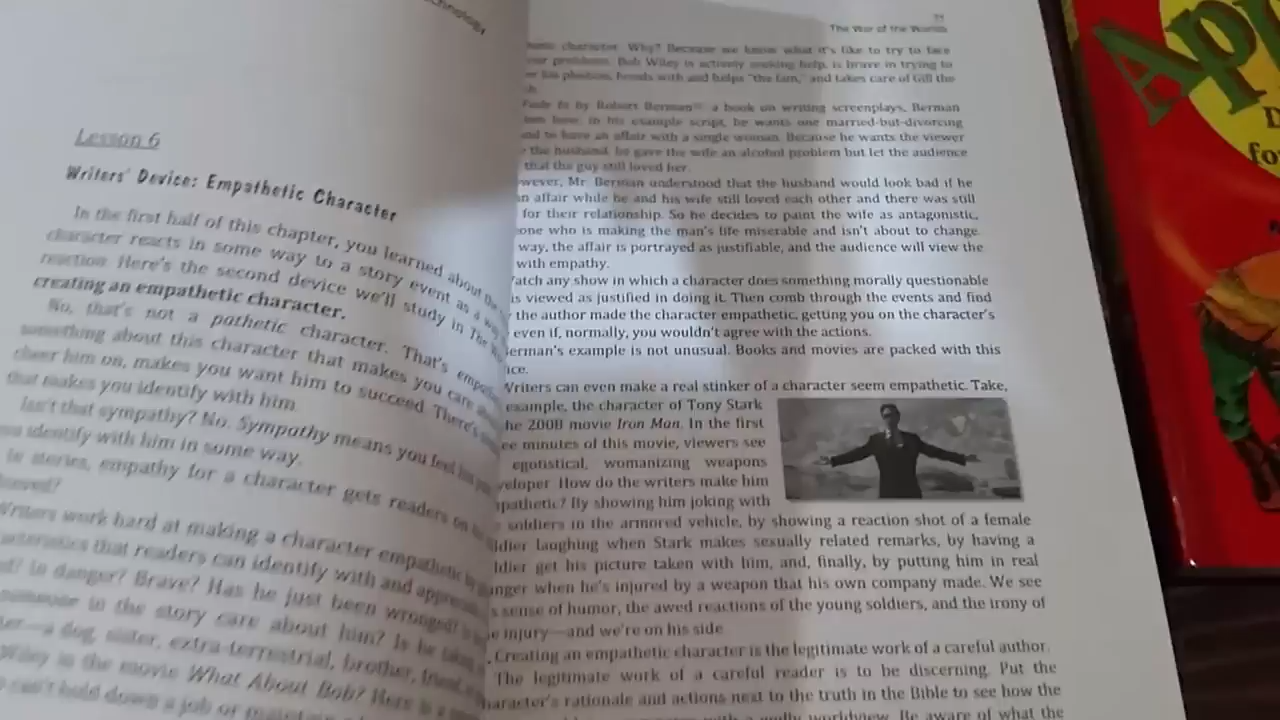 Lesson 6
Writers' Device: Empathetic Character
In the first half of this chapter, you learned about the
character reacts in some way to a story event as a way
reaction. Here's the second device we'll study in The
creating an empathetic character.
No, that's not a pathetic character. That's
something about this character that makes you care
cheer him on, makes you want him to succeed. There's
that makes you identify with him.
Isn't that sympathy? No. Sympathy means you feel
identify with him in some way.
In stories, empathy for a character gets readers on
Writers work hard at making a character empathetic
that readers can identify with and
In danger? Brave? Has he just been wronged?
someone in the story care about him? Is he
a dog, sister, extra-terrestrial, brother, friend
Wiley in the movie What About Bob? Here is a
can't hold down a job or
The War of the Worlds
character. Why? Because we know what it's like to try to face
problems. Bob Wiley is actively seeking help, is brave in trying to
his phobias, bonds with and helps "the fam," and takes care of Gill the
by Robert Berman a book on writing screenplays, Berman
how, in his example script, he wants one married-but-divorcing
to have an affair with a single woman. Because he wants the viewer
the husband, he gave the wife an alcohol problem but let the audience
that the guy still loved her.
wever, Mr. Berman understood that the husband would look bad if he
n affair while he and his wife still loved each other and there was still
for their relationship. So he decides to paint the wife as antagonistic,
one who is making the man's life miserable and isn't about to change.
way, the affair is portrayed as justifiable, and the audience will view the
with empathy.
atch any show in which a character does something morally questionable
is viewed as justified in doing it. Then comb through the events and find
the author made the character empathetic, getting you on the character's
even if, normally, you wouldn't agree with the actions.
erman's example is not unusual. Books and movies are packed with this
ice.
Writers can even make a real stinker of a character seem empathetic. Take,
example, the character of Tony Stark
he 2008 movie Iron Man. In the first
ee minutes of this movie, viewers see
egotistical, womanizing weapons
veloper. How do the writers make him
pathetic? By showing him joking with
soldiers in the armored vehicle, by showing a reaction shot of a female
ldier laughing when Stark makes sexually related remarks, by having a
ldier get his picture taken with him, and, finally, by putting him in real
anger when he's injured by a weapon that his own company made. We see
s sense of humor, the awed reactions of the young soldiers, and the irony of
e injury—and we're on his side.
Creating an empathetic character is the legitimate work of a careful author.
The legitimate work of a careful reader is to be discerning. Put the
haracter's rationale and actions next to the truth in the Bible to see how the
worldview. Be aware of what the